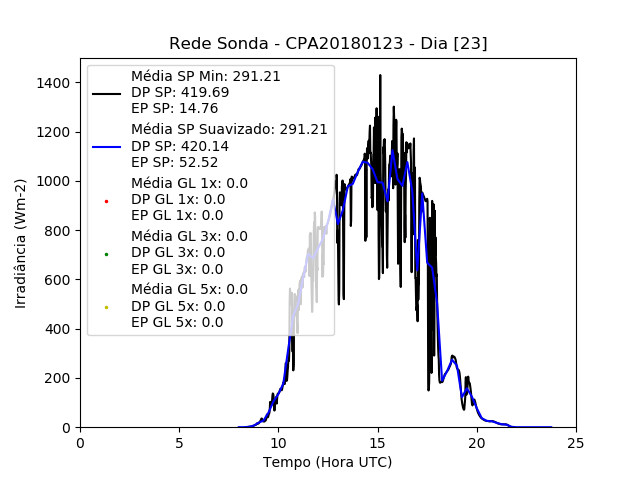 Rede Sonda - CPA20180123 - Dia [23]
Média SP Min: 291.21
DP SP: 419.69
EP SP: 14.76
Média SP Suavizado: 291.21
DP SP: 420.14
EP SP: 52.52
Média GL 1x: 0.0
DP GL 1x: 0.0
EP GL 1x: 0.0
Média GL 3x: 0.0
DP GL 3x: 0.0
EP GL 3x: 0.0
Média GL 5x: 0.0
DP GL 5x: 0.0
EP GL 5x: 0.0
Irradiância (Wm-2)
1400
1200
1000
800
600
400
200
0
0 5 10 15 20 25
Tempo (Hora UTC)